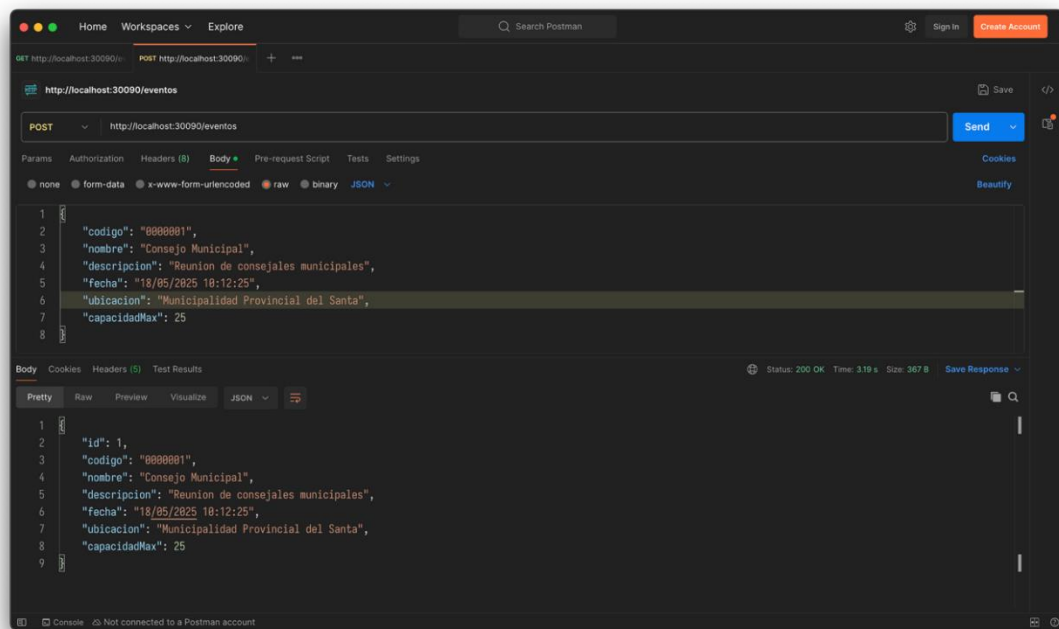 Home Workspaces Explore Search Postman Sign In Create Account
GET http://localhost:30090/e POST http://localhost:30090/
http://localhost:30090/eventos Save
POST http://localhost:30090/eventos Send
Params Authorization Headers (8) Body Pre-request Script Tests Settings Cookies
none form-data x-www-form-urlencoded raw binary JSON Beautify
1 {
2 "codigo": "0000001",
3 "nombre": "Consejo Municipal",
4 "descripcion": "Reunion de consejales municipales",
5 "fecha": "18/05/2025 10:12:25",
6 "ubicacion": "Municipalidad Provincial del Santa",
7 "capacidadMax": 25
8 }
Body Cookies Headers (5) Test Results Status: 200 OK Time: 3.19 s Size: 367 B Save Response
Pretty Raw Preview Visualize JSON
1 {
2 "id": 1,
3 "codigo": "0000001",
4 "nombre": "Consejo Municipal",
5 "descripcion": "Reunion de consejales municipales",
6 "fecha": "18/05/2025 10:12:25",
7 "ubicacion": "Municipalidad Provincial del Santa",
8 "capacidadMax": 25
9 }
Console Not connected to a Postman account